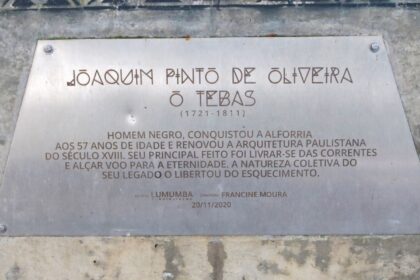 JOAQUIM PINTO DE OLIVEIRA
O TEBAS
(1721-1811)
HOMEM NEGRO, CONQUISTOU A ALFORRIA
AOS 57 ANOS DE IDADE E RENOVOU A ARQUITETURA PAULISTANA
DO SÉCULO XVIII. SEU PRINCIPAL FEITO FOI LIVRAR-SE DAS CORRENTES
E ALÇAR VOO PARA A ETERNIDADE. A NATUREZA COLETIVA DO
SEU LEGADO O LIBERTOU DO ESQUECIMENTO.
LUMUMBA FRANCINE MOURA
20/11/2020